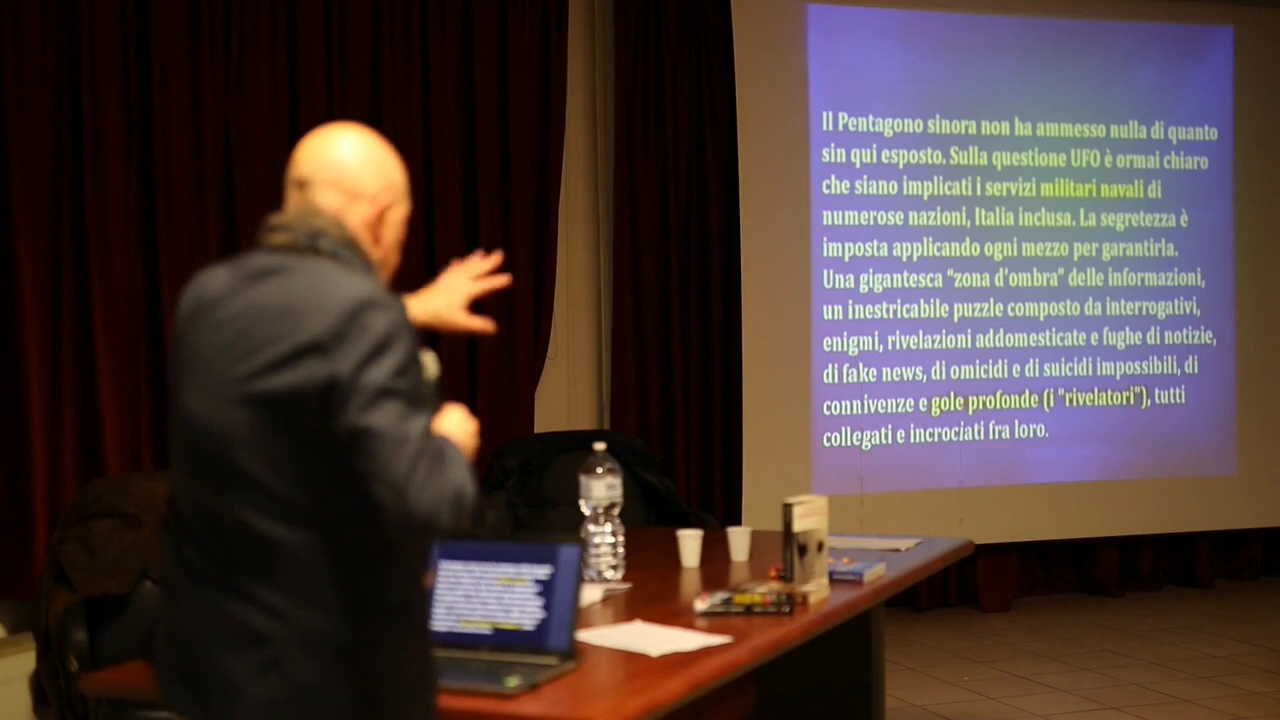 Il Pentagono sinora non ha ammesso nulla di quanto
sin qui esposto. Sulla questione UFO è ormai chiaro
che siano implicati i servizi militari navali di
numerose nazioni, Italia inclusa. La segretezza è
imposta applicando ogni mezzo per garantirla.
Una gigantesca "zona d'ombra" delle informazioni,
un inestricabile puzzle composto da interrogativi,
enigmi, rivelazioni addomesticate e fughe di notizie,
di fake news, di omicidi e di suicidi impossibili, di
connivenze e gole profonde (i "rivelatori"), tutti
collegati e incrociati fra loro.